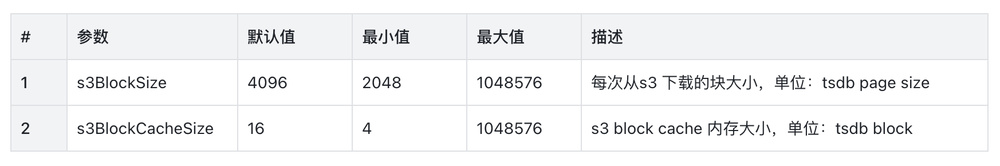 # 参数 默认值 最小值 最大值 描述
1 s3BlockSize 4096 2048 1048576 每次从s3 下载的块大小，单位：tsdb page size
2 s3BlockCacheSize 16 4 1048576 s3 block cache 内存大小，单位：tsdb block